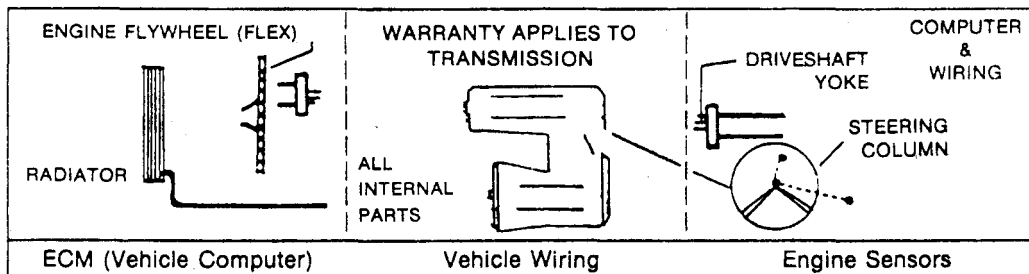 ENGINE FLYWHEEL (FLEX)
RADIATOR
WARRANTY APPLIES TO
TRANSMISSION
ALL
INTERNAL
PARTS
COMPUTER
&
WIRING
DRIVESHAFT
YOKE
STEERING
COLUMN
ECM (Vehicle Computer)
Vehicle Wiring
Engine Sensors